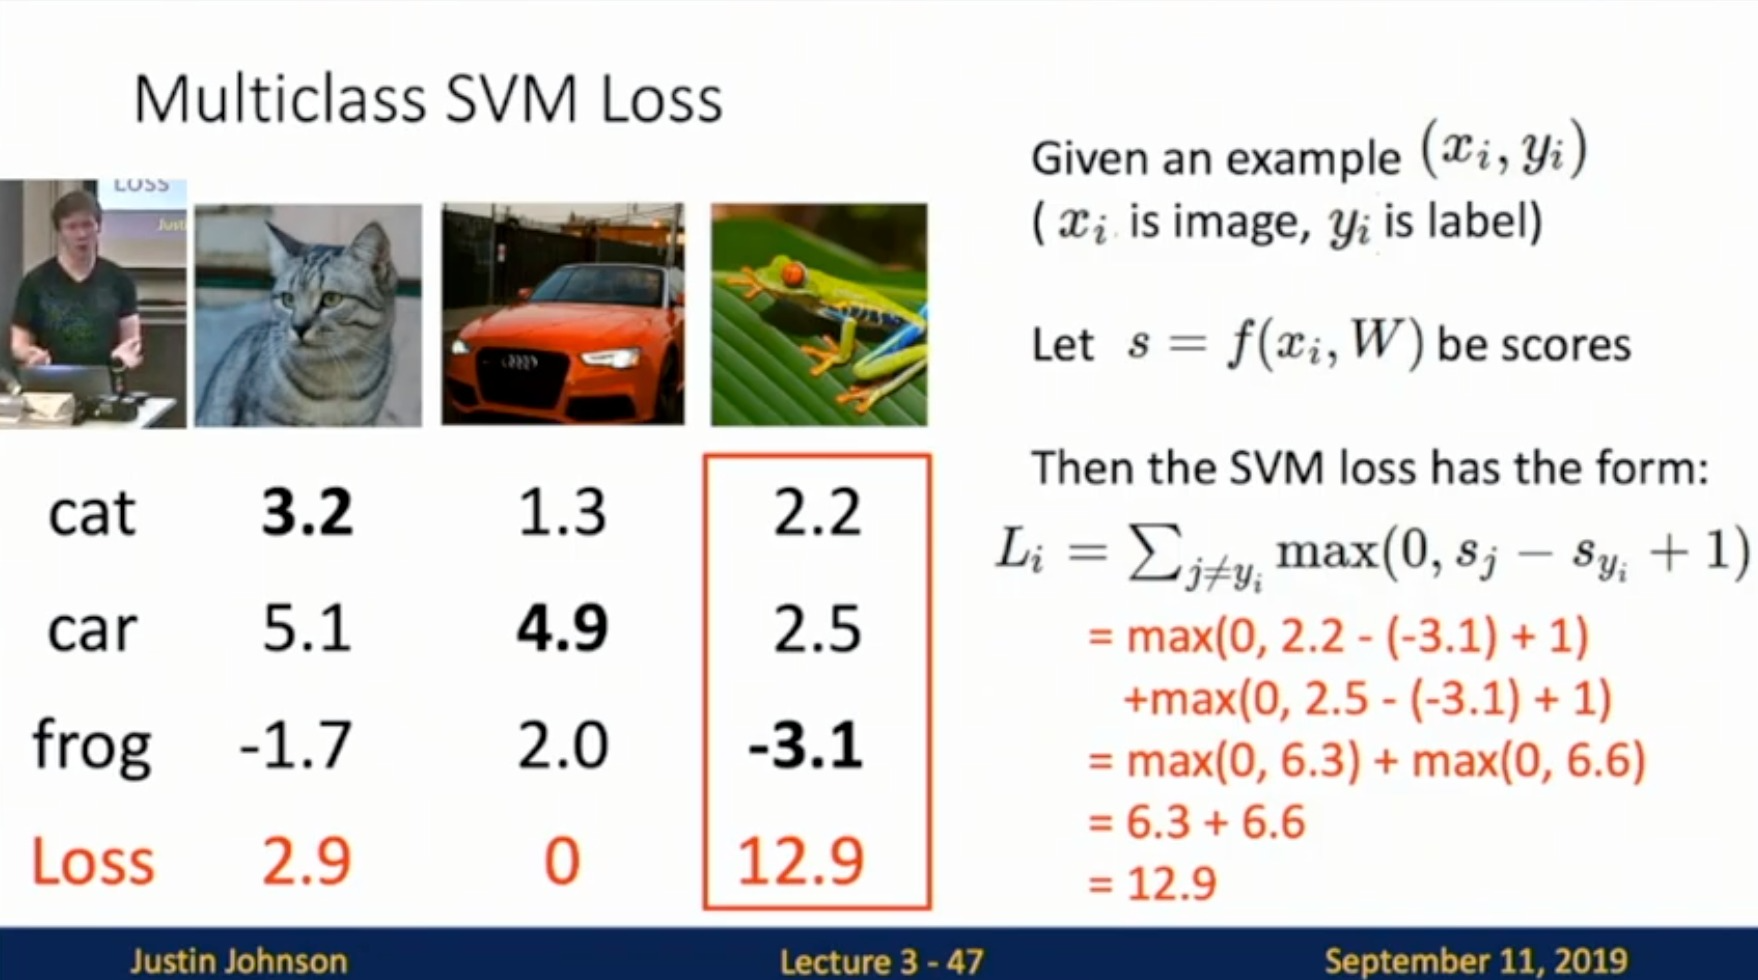 Multiclass SVM Loss
LOSS
Just
Given an example (x_i, y_i)
( x_i is image, y_i is label)
Let s = f(x_i, W) be scores
Then the SVM loss has the form:
L_i = ∑_{j≠y_i} max(0, s_j − s_{y_i} + 1)
= max(0, 2.2 - (-3.1) + 1)
+max(0, 2.5 - (-3.1) + 1)
= max(0, 6.3) + max(0, 6.6)
= 6.3 + 6.6
= 12.9
cat 3.2 1.3 2.2
car 5.1 4.9 2.5
frog -1.7 2.0 -3.1
Loss 2.9 0 12.9
Justin Johnson Lecture 3 - 47 September 11, 2019